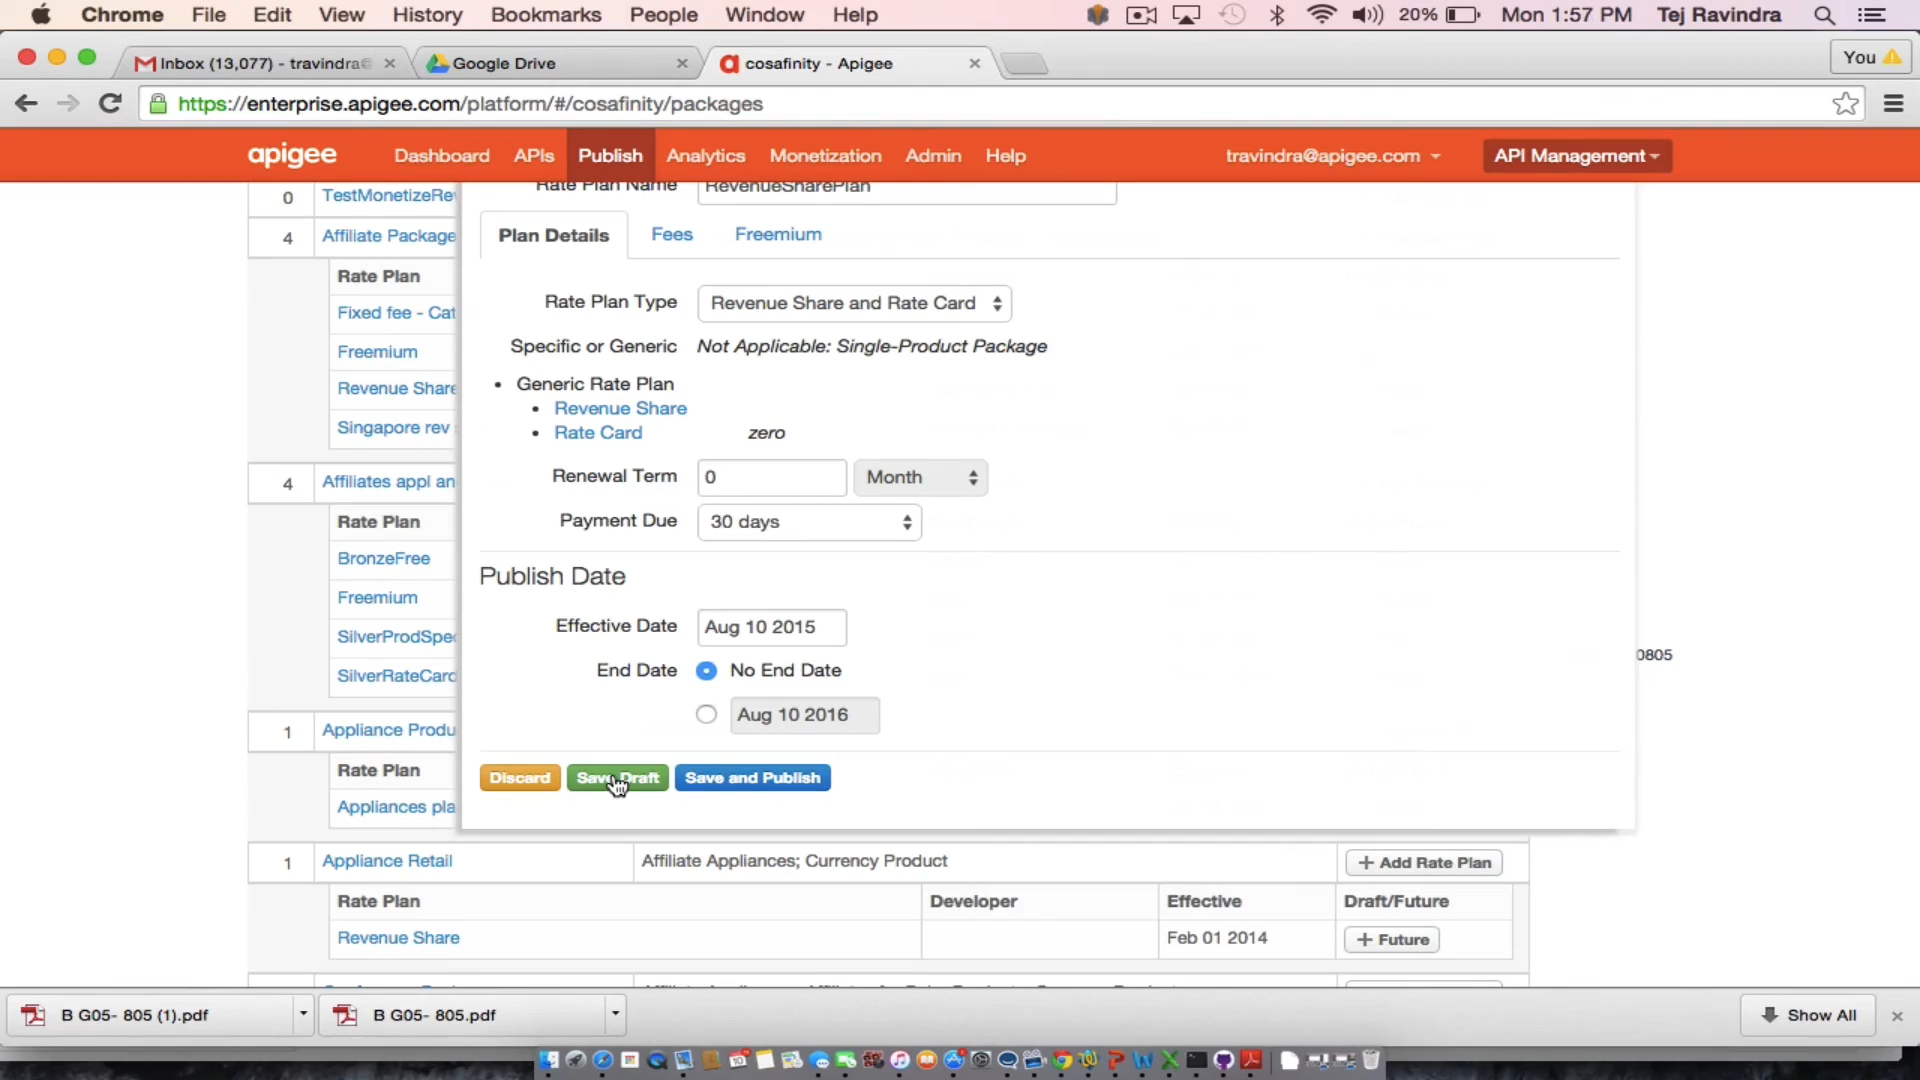 Chrome File Edit View History Bookmarks People Window Help 20% Mon 1:57 PM Tej Ravindra
Inbox (13,077) - travindra@ Google Drive cosafinity - Apigee You
https://enterprise.apigee.com/platform/#/cosafinity/packages
apigee Dashboard APIs Publish Analytics Monetization Admin Help travindra@apigee.com API Management
0 TestMonetizeRev Rate Plan Name RevenueSharePlan
4 Affiliate Package Plan Details Fees Freemium
Rate Plan
Rate Plan Type Revenue Share and Rate Card
Fixed fee - Cat
Specific or Generic Not Applicable: Single-Product Package
Freemium
Generic Rate Plan
Revenue Share
Revenue Share
Singapore rev Rate Card zero
4 Affiliates appl an Renewal Term 0 Month
Rate Plan Payment Due 30 days
BronzeFree
Publish Date
Freemium
SilverProdSpe Effective Date Aug 10 2015
0805
SilverRateCard End Date No End Date
Aug 10 2016
1 Appliance Produ
Rate Plan Discard Save Draft Save and Publish
Appliances pla
1 Appliance Retail Affiliate Appliances; Currency Product + Add Rate Plan
Rate Plan Developer Effective Draft/Future
Revenue Share Feb 01 2014 + Future
B G05- 805 (1).pdf B G05- 805.pdf Show All